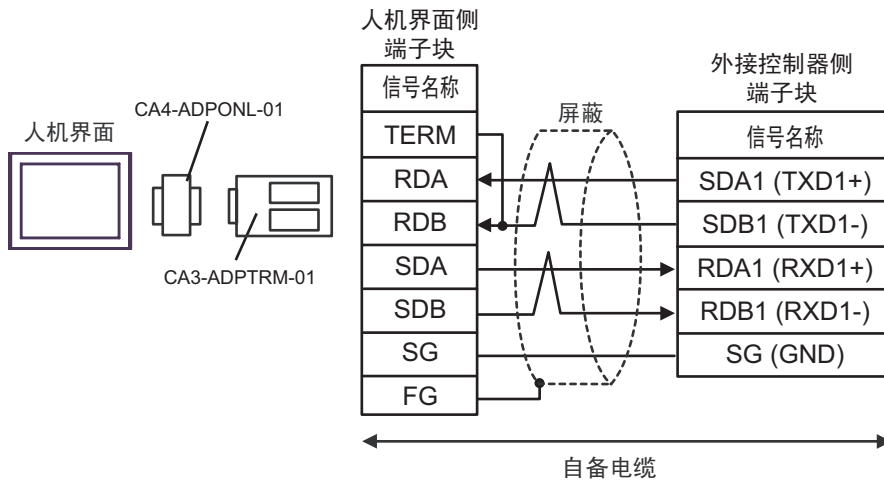 人机界面
CA4-ADPONL-01
CA3-ADPTRM-01
人机界面侧
端子块
信号名称
TERM
RDA
RDB
SDA
SDB
SG
FG
屏蔽
外接控制器侧
端子块
信号名称
SDA1 (TXD1+)
SDB1 (TXD1-)
RDA1 (RXD1+)
RDB1 (RXD1-)
SG (GND)
自备电缆